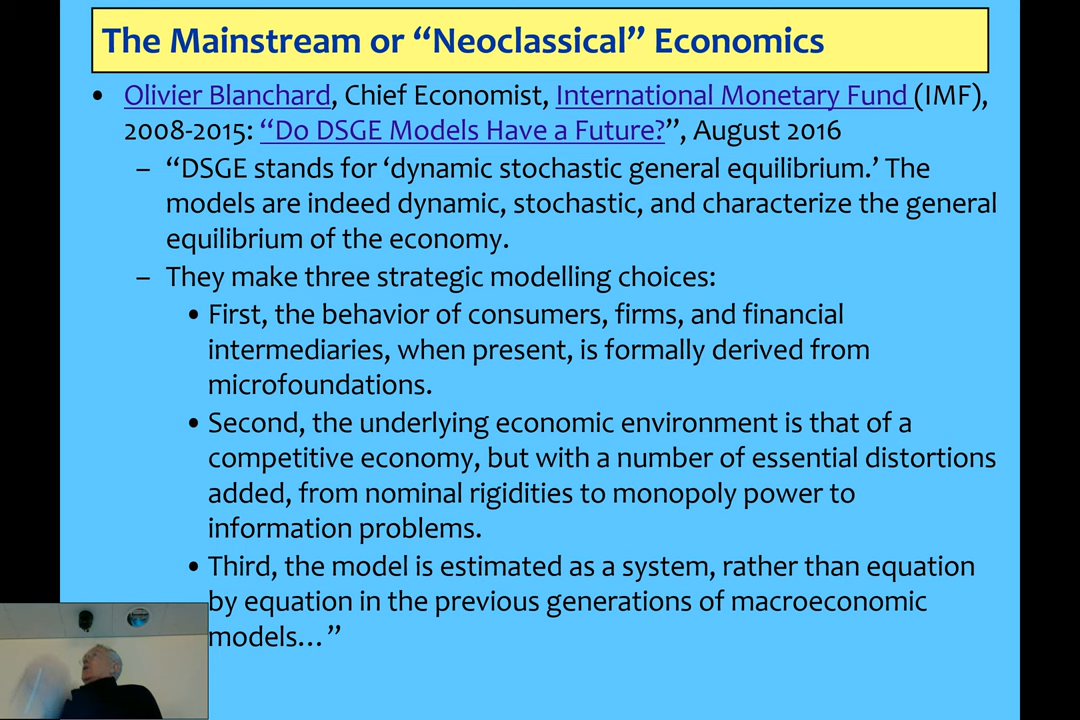 The Mainstream or “Neoclassical” Economics
• Olivier Blanchard, Chief Economist, International Monetary Fund (IMF),
2008-2015: “Do DSGE Models Have a Future?”, August 2016
– “DSGE stands for ‘dynamic stochastic general equilibrium.’ The
models are indeed dynamic, stochastic, and characterize the general
equilibrium of the economy.
– They make three strategic modelling choices:
• First, the behavior of consumers, firms, and financial
intermediaries, when present, is formally derived from
microfoundations.
• Second, the underlying economic environment is that of a
competitive economy, but with a number of essential distortions
added, from nominal rigidities to monopoly power to
information problems.
• Third, the model is estimated as a system, rather than equation
by equation in the previous generations of macroeconomic
models…”